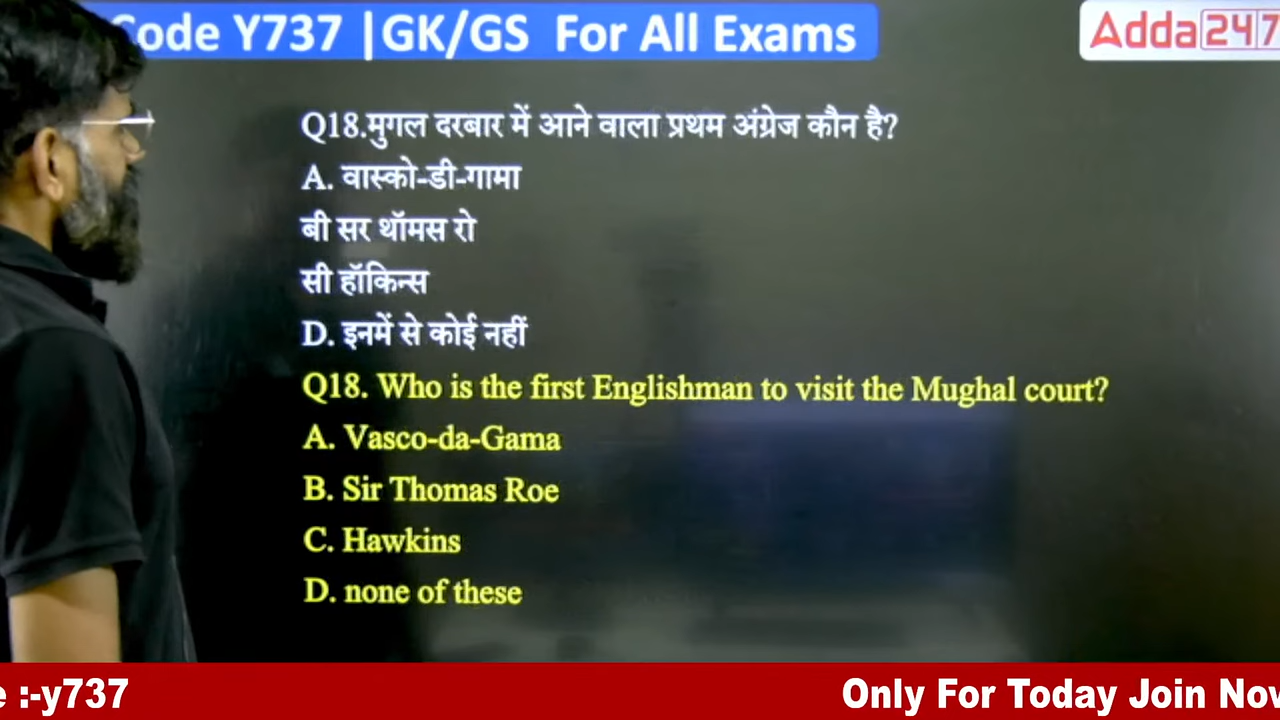 Code Y737 |GK/GS For All Exams
Adda247
Q18.मुगल दरबार में आने वाला प्रथम अंग्रेज कौन है?
A. वास्को-डी-गामा
बी सर थॉमस रो
सी हॉकिन्स
D. इनमें से कोई नहीं
Q18. Who is the first Englishman to visit the Mughal court?
A. Vasco-da-Gama
B. Sir Thomas Roe
C. Hawkins
D. none of these
e :-y737
Only For Today Join Nov